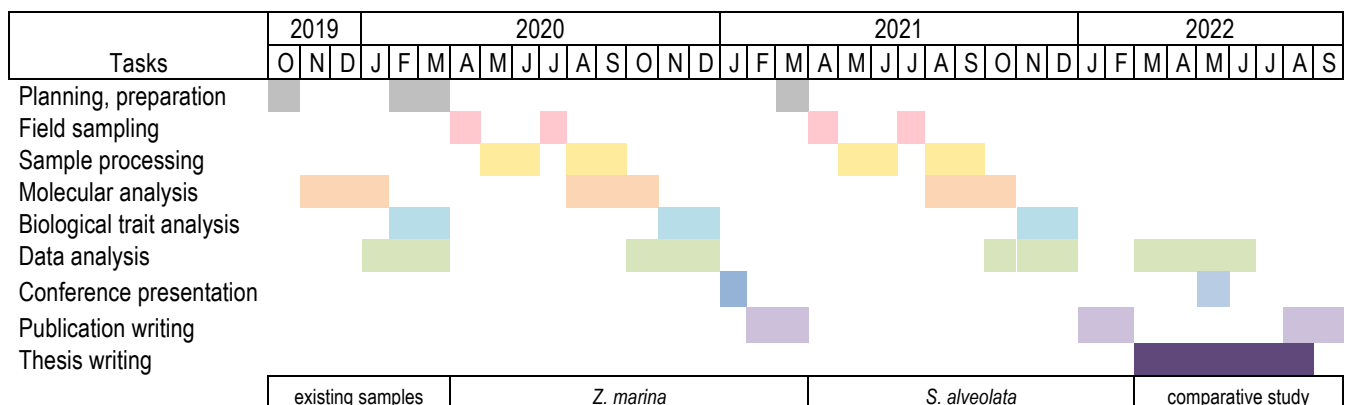 2019 2020 2021 2022
Tasks O N D J F M A M J J A S O N D J F M A M J J A S O N D J F M A M J J A S
Planning, preparation
Field sampling
Sample processing
Molecular analysis
Biological trait analysis
Data analysis
Conference presentation
Publication writing
Thesis writing
existing samples Z. marina S. alveolata comparative study